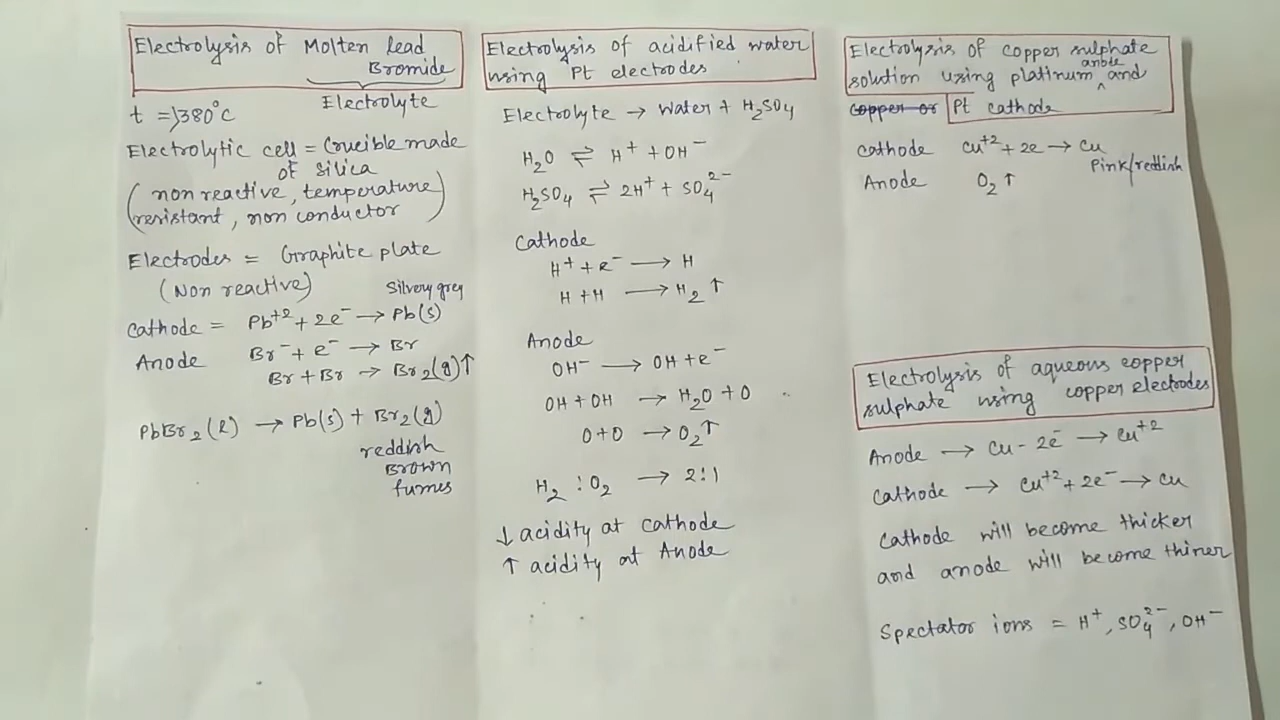 Electrolysis of Molten lead
Bromide
Electrolyte
t = >380°C
Electrolytic cell = Crucible made
of silica
(non reactive, temperature
resistant, non conductor)
Electrodes = Graphite plate
(Non reactive)
Silvery grey
Cathode = Pb⁺² + 2e⁻ → Pb(s)
Anode Br⁻ + e⁻ → Br
Br + Br → Br₂(g)↑
PbBr₂(l) → Pb(s) + Br₂(g)
reddish
Brown
fumes
Electrolysis of acidified water
using Pt electrodes
Electrolyte → Water + H₂SO₄
H₂O ⇌ H⁺ + OH⁻
H₂SO₄ ⇌ 2H⁺ + SO₄²⁻
Cathode
H⁺ + e⁻ → H
H + H → H₂↑
Anode
OH⁻ → OH + e⁻
OH + OH → H₂O + O
O + O → O₂↑
H₂ : O₂ → 2:1
↓ acidity at cathode
↑ acidity at Anode
Electrolysis of copper sulphate
solution using platinum anode and
copper or Pt cathode
Cathode Cu⁺² + 2e → Cu
Pink/reddish
Anode O₂↑
Electrolysis of aqueous copper
sulphate using copper electrodes
Anode → Cu - 2e⁻ → Cu⁺²
Cathode → Cu⁺² + 2e⁻ → Cu
Cathode will become thicker
and anode will become thiner
Spectator ions = H⁺, SO₄²⁻, OH⁻